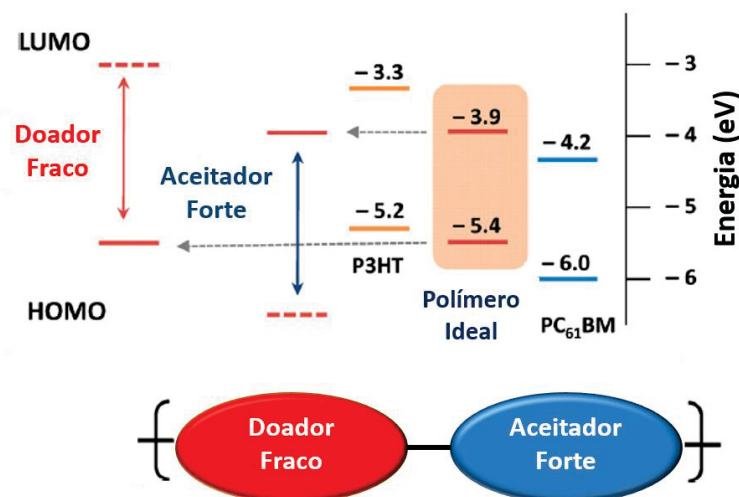 LUMO
Doador
Fraco
Aceitador
Forte
HOMO
– 3.3
– 5.2
P3HT
– 3.9
– 5.4
Polímero
Ideal
– 4.2
– 6.0
PC₆₁BM
– 3
– 4
– 5
– 6
Energia (eV)
Doador
Fraco
Aceitador
Forte